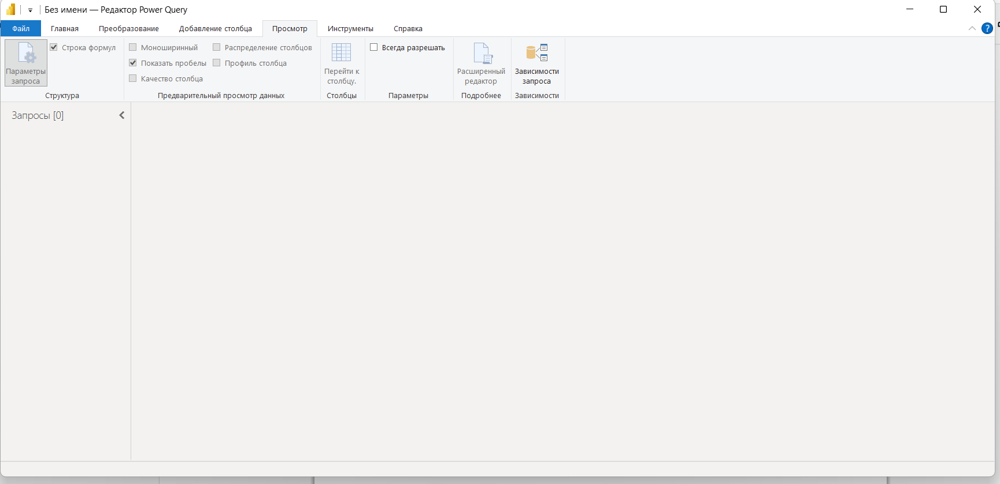 Без имени — Редактор Power Query
Файл Главная Преобразование Добавление столбца Просмотр Инструменты Справка
?
Параметры запроса
Строка формул
Структура
Моноширинный
Показать пробелы
Качество столбца
Распределение столбцов
Профиль столбца
Предварительный просмотр данных
Перейти к
столбцу.
Столбцы
Всегда разрешать
Параметры
Расширенный
редактор
Подробнее
Зависимости
запроса
Зависимости
Запросы [0]